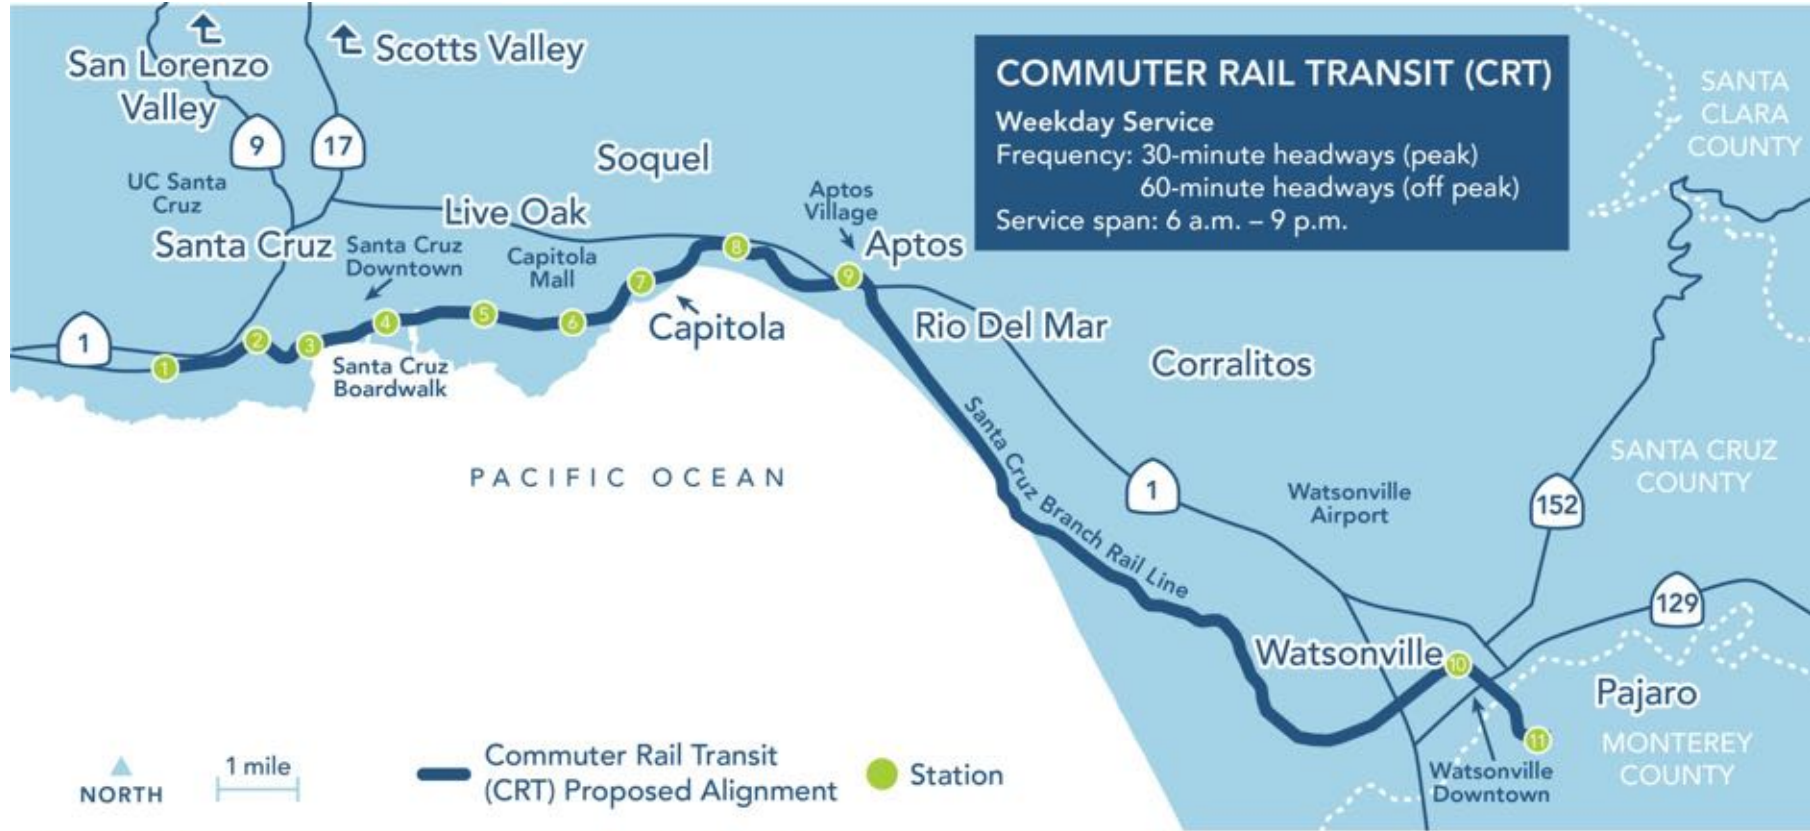 San Lorenzo
Valley
Scotts Valley
COMMUTER RAIL TRANSIT (CRT)
Weekday Service
Frequency: 30-minute headways (peak)
60-minute headways (off peak)
Service span: 6 a.m. – 9 p.m.
SANTA
CLARA
COUNTY
9
17
Soquel
UC Santa
Cruz
Live Oak
Aptos
Village
Aptos
Santa Cruz
Santa Cruz
Downtown
Capitola
Mall
8
9
7
1
2
3
4
5
6
1
Capitola
Rio Del Mar
Santa Cruz
Boardwalk
Corralitos
Santa Cruz Branch Rail Line
PACIFIC OCEAN
1
Watsonville
Airport
152
SANTA CRUZ
COUNTY
129
Watsonville
10
11
Pajaro
MONTEREY
COUNTY
Watsonville
Downtown
NORTH
1 mile
Commuter Rail Transit
(CRT) Proposed Alignment
Station